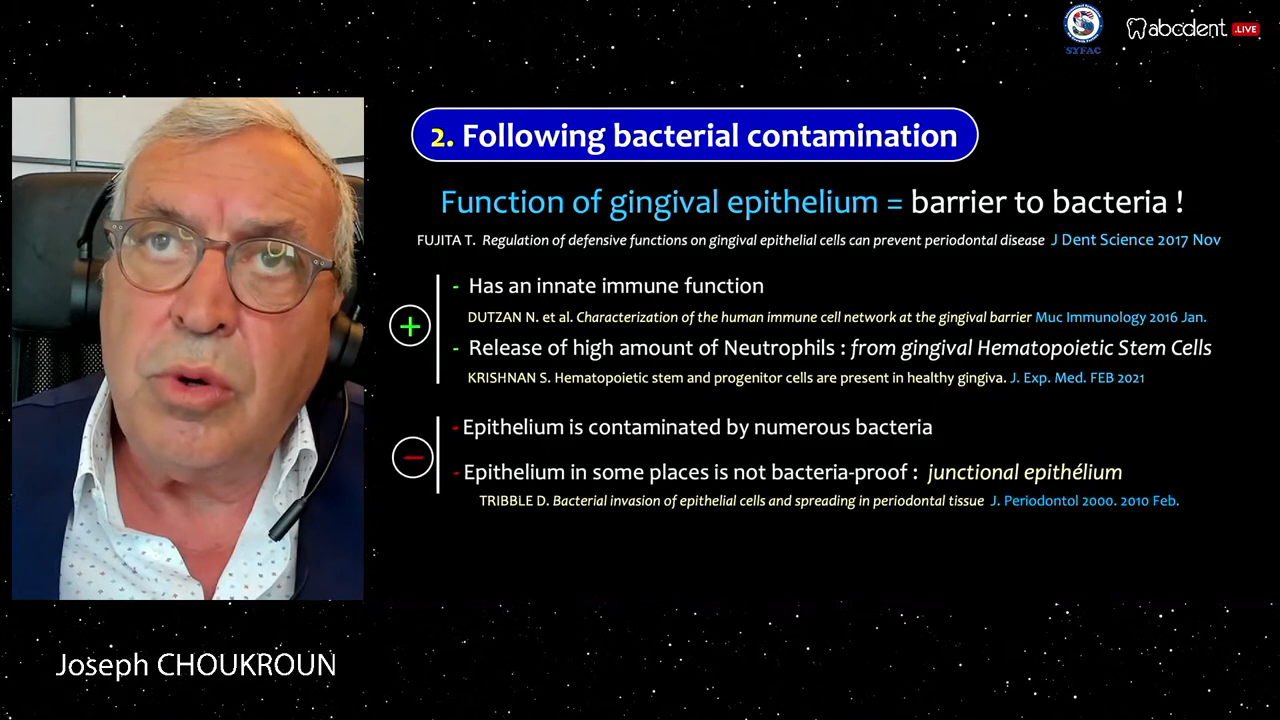 SYFAC
abcdent .LIVE
2. Following bacterial contamination
Function of gingival epithelium = barrier to bacteria !
FUJITA T. Regulation of defensive functions on gingival epithelial cells can prevent periodontal disease J Dent Science 2017 Nov
+
- Has an innate immune function
DUTZAN N. et al. Characterization of the human immune cell network at the gingival barrier Muc Immunology 2016 Jan.
- Release of high amount of Neutrophils : from gingival Hematopoietic Stem Cells
KRISHNAN S. Hematopoietic stem and progenitor cells are present in healthy gingiva. J. Exp. Med. FEB 2021
- Epithelium is contaminated by numerous bacteria
−
- Epithelium in some places is not bacteria-proof : junctional epithélium
TRIBBLE D. Bacterial invasion of epithelial cells and spreading in periodontal tissue J. Periodontol 2000. 2010 Feb.
Joseph CHOUKROUN